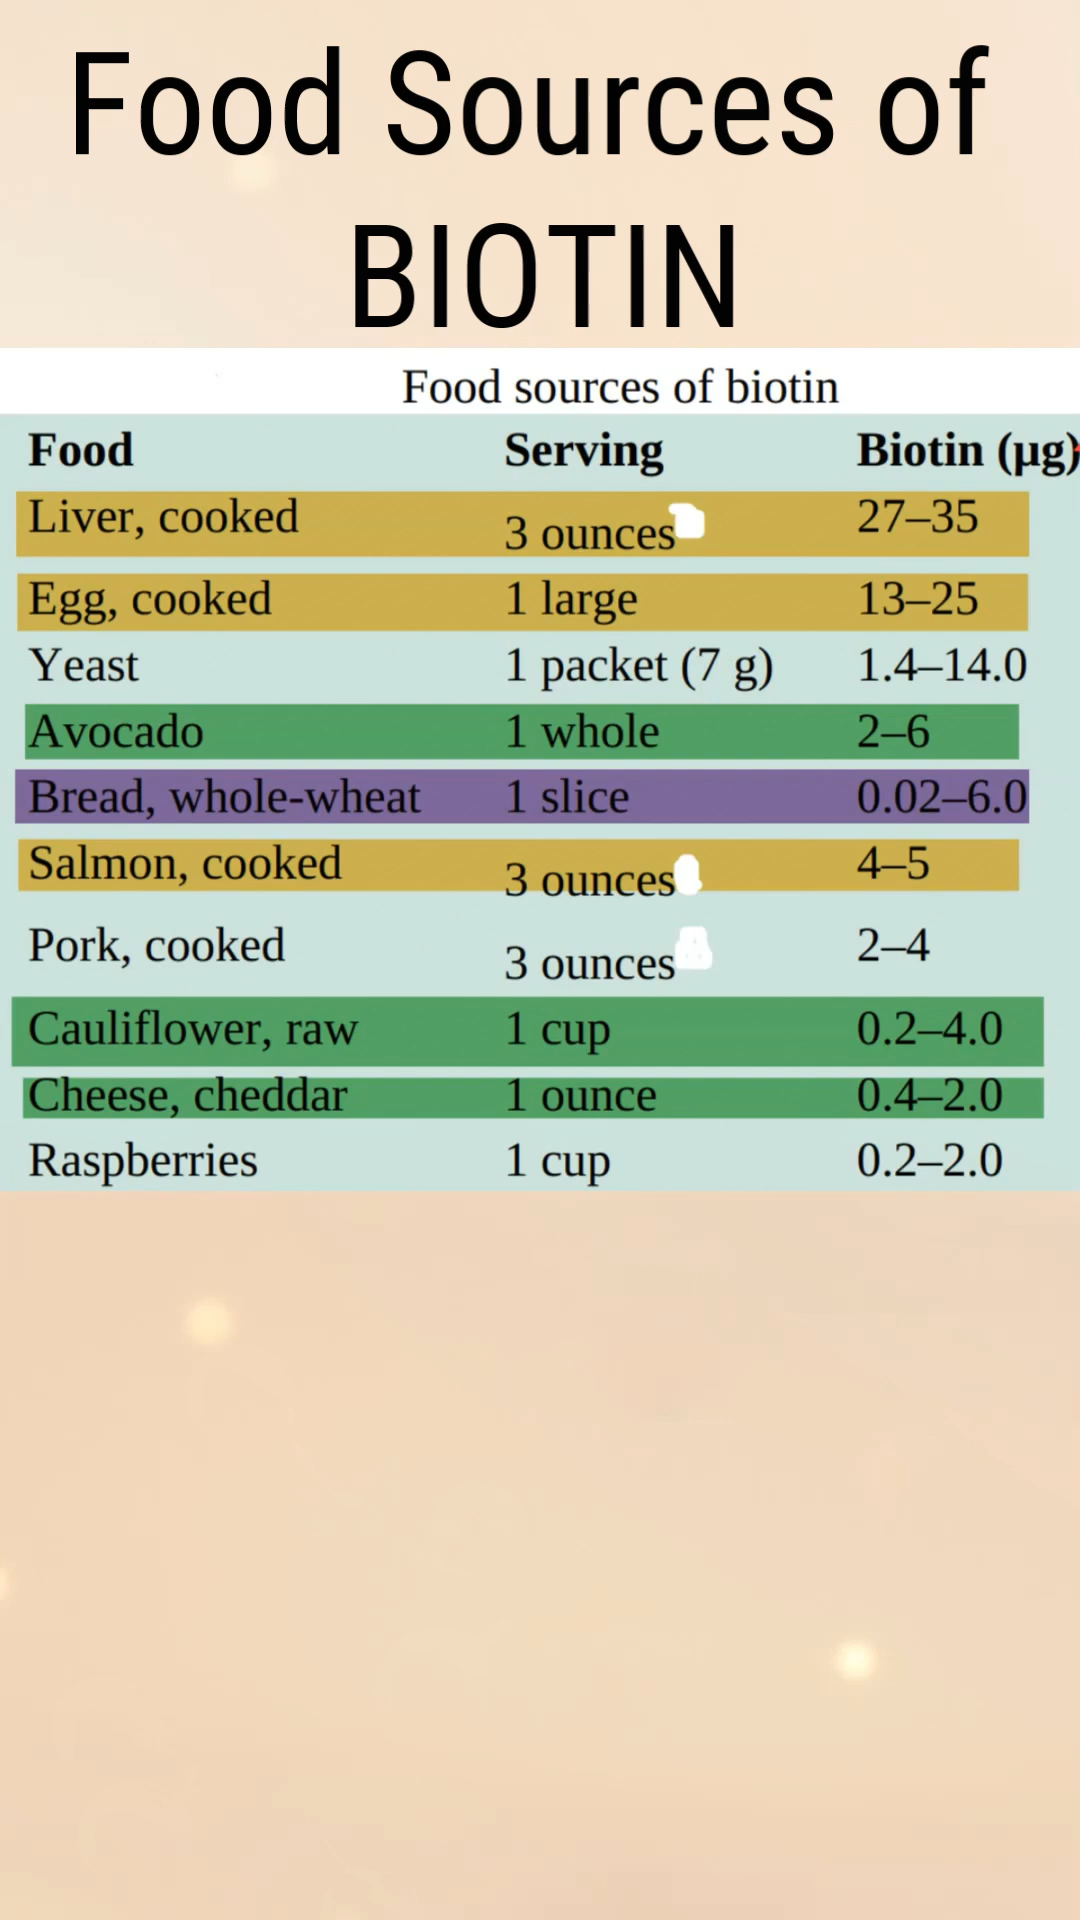 Food Sources of
BIOTIN
Food sources of biotin
Food Serving Biotin (μg)
Liver, cooked 3 ounces 27–35
Egg, cooked 1 large 13–25
Yeast 1 packet (7 g) 1.4–14.0
Avocado 1 whole 2–6
Bread, whole-wheat 1 slice 0.02–6.0
Salmon, cooked 3 ounces 4–5
Pork, cooked 3 ounces 2–4
Cauliflower, raw 1 cup 0.2–4.0
Cheese, cheddar 1 ounce 0.4–2.0
Raspberries 1 cup 0.2–2.0